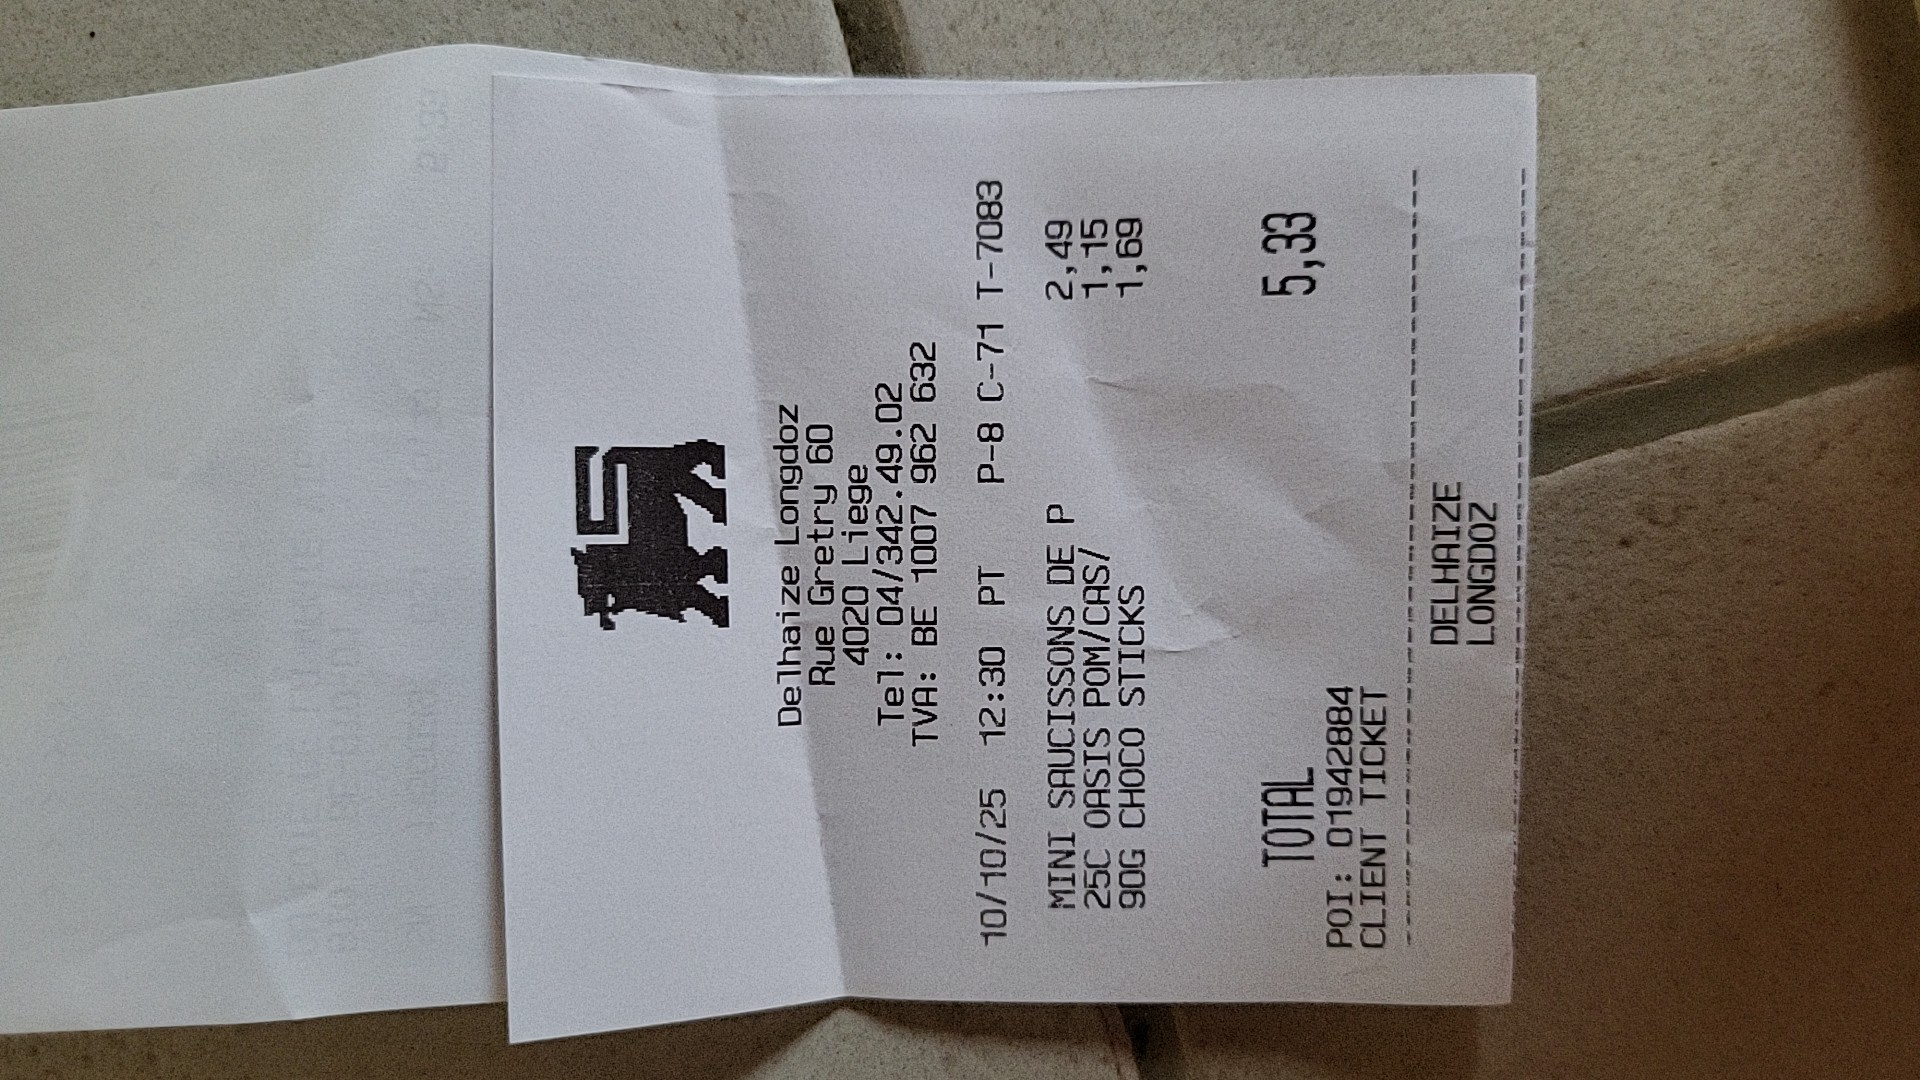 Delhaize Longdoz
Rue Gretry 60
4020 Liege
Tel: 04/342.49.02
TVA: BE 1007 962 632
10/10/25 12:30 PT P-8 C-71 T-7083
MINI SAUCISSONS DE P 2,49
25C OASIS POM/CAS/ 1,15
90G CHOCO STICKS 1,69
TOTAL 5,33
POI: 01942884
CLIENT TICKET
DELHAIZE
LONGDOZ